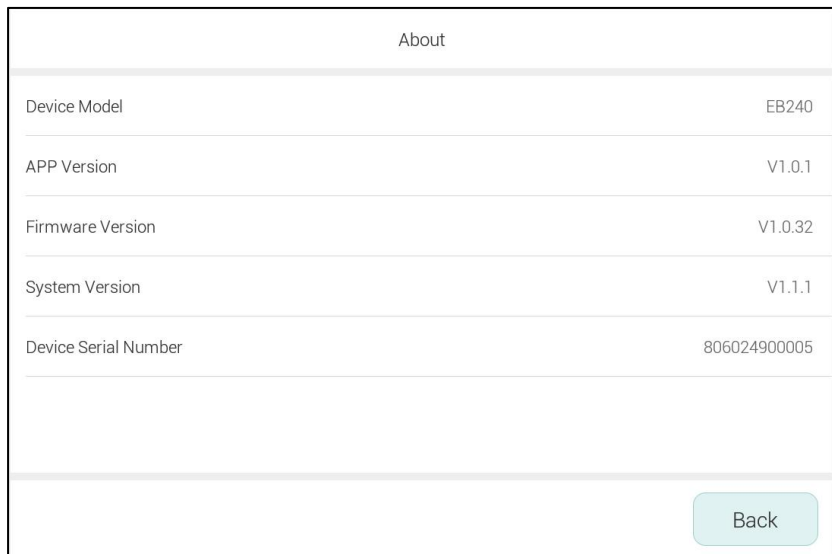 About
Device Model EB240
APP Version V1.0.1
Firmware Version V1.0.32
System Version V1.1.1
Device Serial Number 806024900005
Back